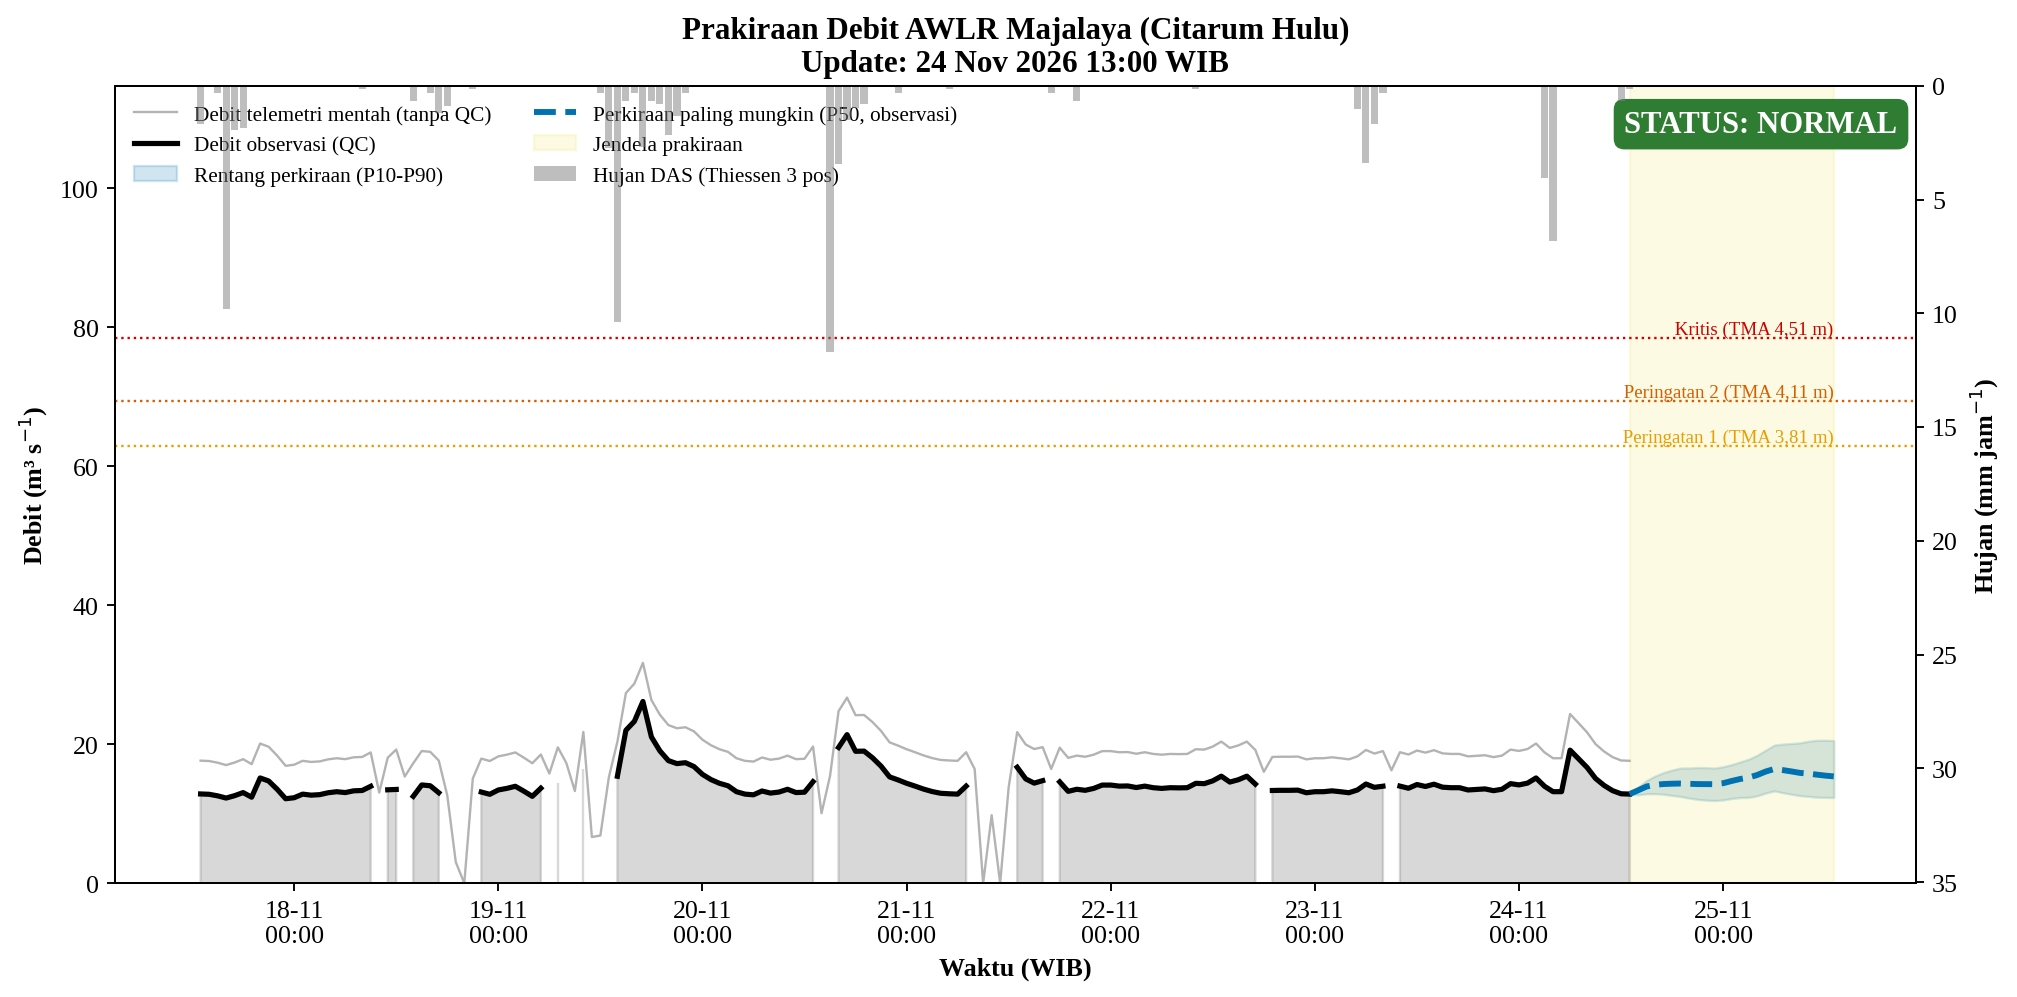 Prakiraan Debit AWLR Majalaya (Citarum Hulu)
Update: 24 Nov 2026 13:00 WIB
Debit telemetri mentah (tanpa QC)
Debit observasi (QC)
Rentang perkiraan (P10-P90)
Perkiraan paling mungkin (P50, observasi)
Jendela prakiraan
Hujan DAS (Thiessen 3 pos)
STATUS: NORMAL
Kritis (TMA 4,51 m)
Peringatan 2 (TMA 4,11 m)
Peringatan 1 (TMA 3,81 m)
Debit (m³ s⁻¹)
100
80
60
40
20
0
Hujan (mm jam⁻¹)
0
5
10
15
20
25
30
35
18-11
00:00
19-11
00:00
20-11
00:00
21-11
00:00
22-11
00:00
23-11
00:00
24-11
00:00
25-11
00:00
Waktu (WIB)